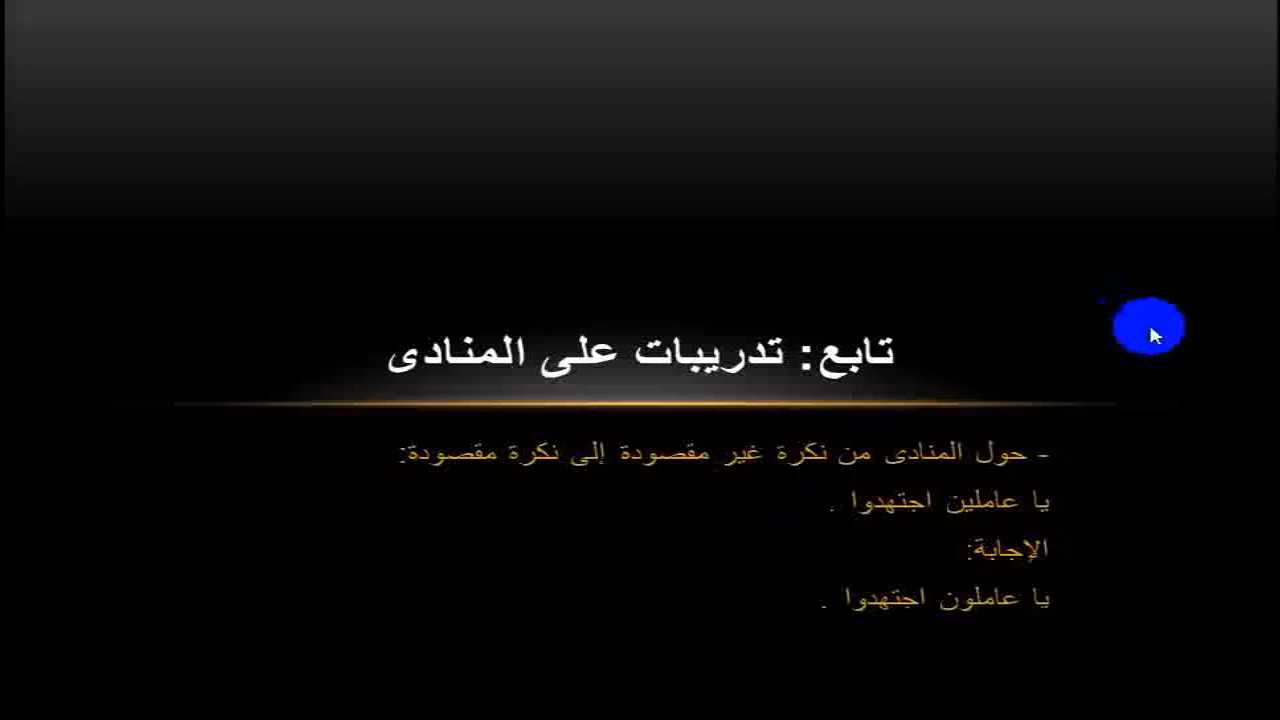 تابع: تدريبات على المنادى
- حول المنادى من نكرة غير مقصودة إلى نكرة مقصودة:
يا عاملين اجتهدوا .
الإجابة:
يا عاملون اجتهدوا .